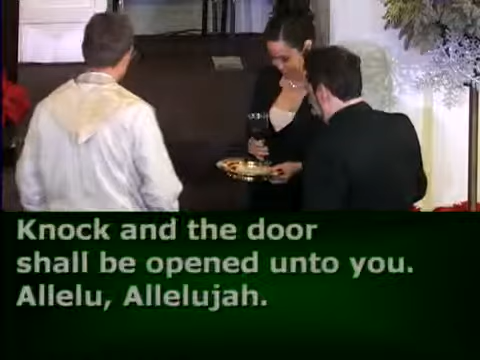 Knock and the door
shall be opened unto you.
Allelu, Allelujah.